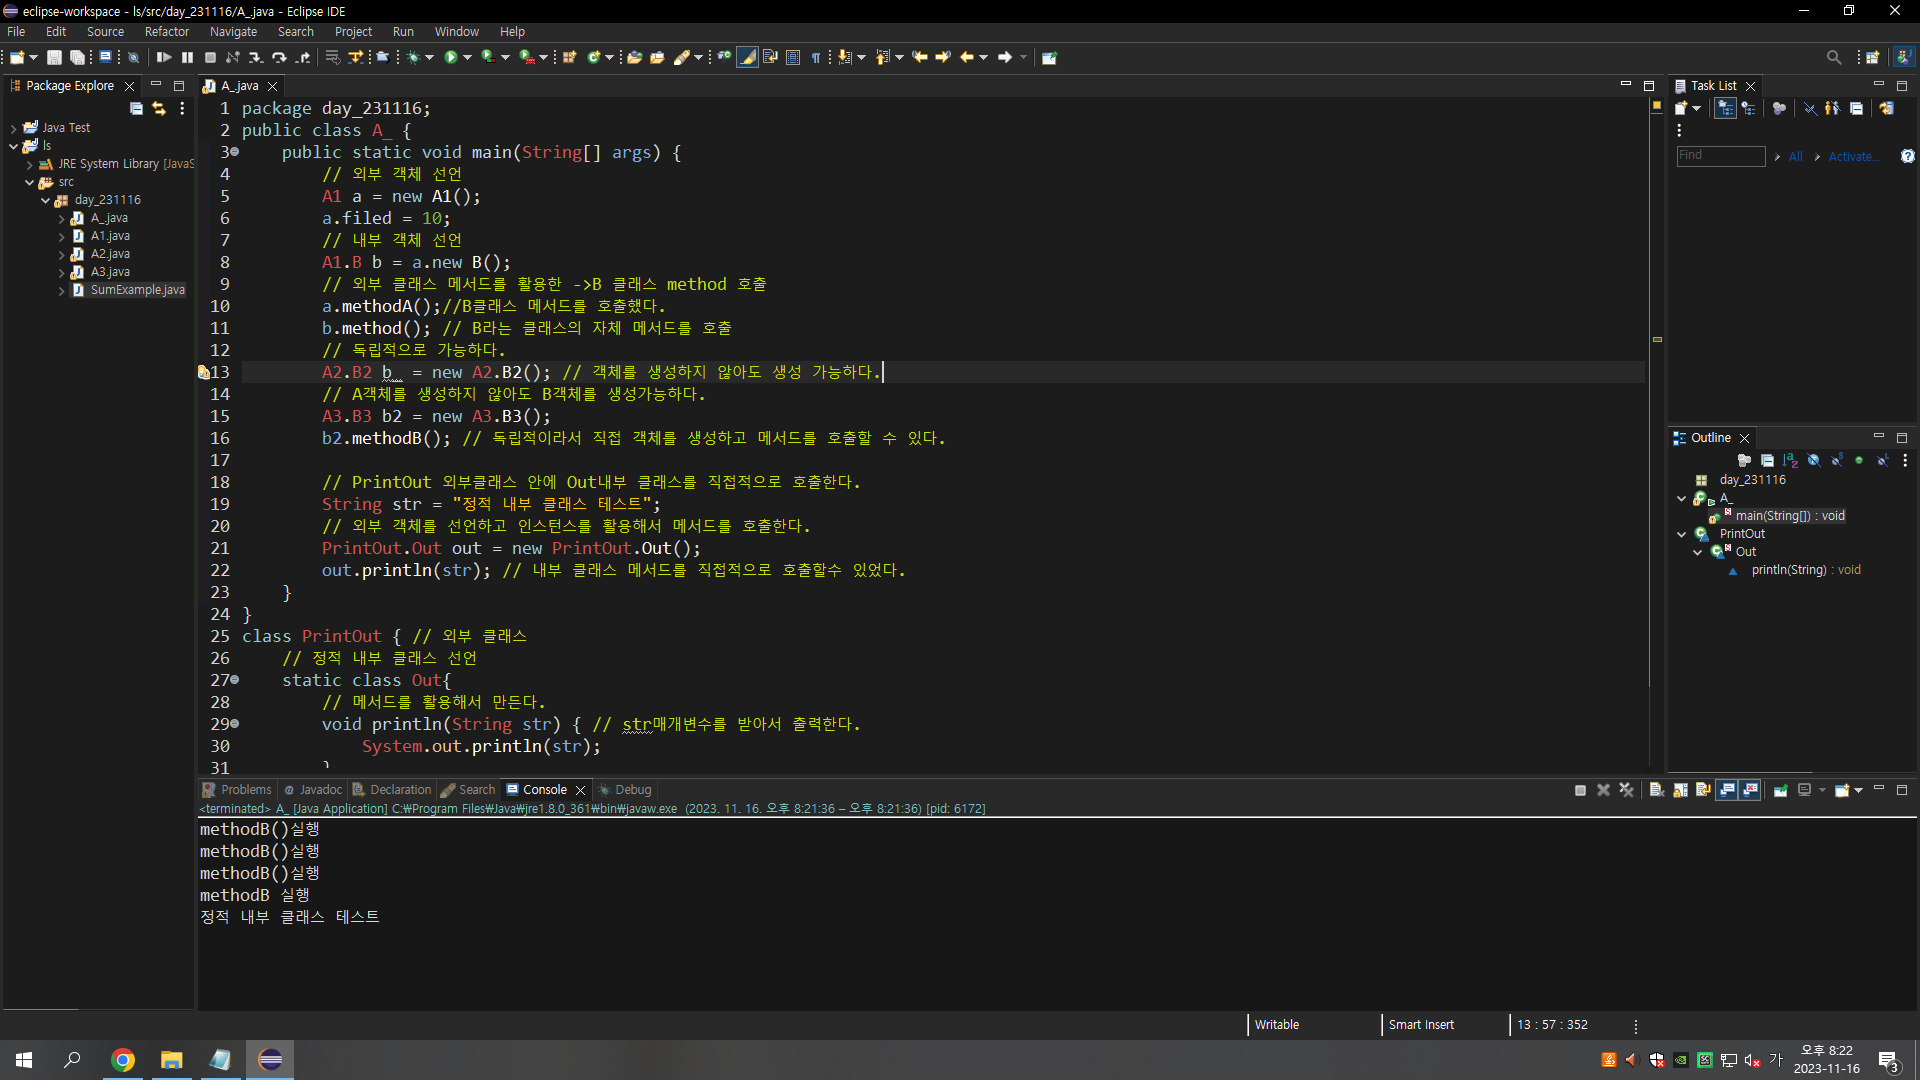 eclipse-workspace - ls/src/day_231116/A_.java - Eclipse IDE
File Edit Source Refactor Navigate Search Project Run Window Help
Package Explore
Java Test
ls
JRE System Library [JavaS
src
day_231116
A_.java
A1.java
A2.java
A3.java
SumExample.java
A_.java
1 package day_231116;
2 public class A_ {
3 public static void main(String[] args) {
4 // 외부 객체 선언
5 A1 a = new A1();
6 a.filed = 10;
7 // 내부 객체 선언
8 A1.B b = a.new B();
9 // 외부 클래스 메서드를 활용한 ->B 클래스 method 호출
10 a.methodA();//B클래스 메서드를 호출했다.
11 b.method(); // B라는 클래스의 자체 메서드를 호출
12 // 독립적으로 가능하다.
13 A2.B2 b_ = new A2.B2(); // 객체를 생성하지 않아도 생성 가능하다.
14 // A객체를 생성하지 않아도 B객체를 생성가능하다.
15 A3.B3 b2 = new A3.B3();
16 b2.methodB(); // 독립적이라서 직접 객체를 생성하고 메서드를 호출할 수 있다.
17
18 // PrintOut 외부클래스 안에 Out내부 클래스를 직접적으로 호출한다.
19 String str = "정적 내부 클래스 테스트";
20 // 외부 객체를 선언하고 인스턴스를 활용해서 메서드를 호출한다.
21 PrintOut.Out out = new PrintOut.Out();
22 out.println(str); // 내부 클래스 메서드를 직접적으로 호출할수 있었다.
23 }
24 }
25 class PrintOut { // 외부 클래스
26 // 정적 내부 클래스 선언
27 static class Out{
28 // 메서드를 활용해서 만든다.
29 void println(String str) { // str매개변수를 받아서 출력한다.
30 System.out.println(str);
31 }
Task List
Find All Activate...
Outline
day_231116
A_
main(String[]) : void
PrintOut
Out
println(String) : void
Problems Javadoc Declaration Search Console Debug
<terminated> A_ [Java Application] C:₩Program Files₩Java₩jre1.8.0_361₩bin₩javaw.exe (2023. 11. 16. 오후 8:21:36 – 오후 8:21:36) [pid: 6172]
methodB()실행
methodB()실행
methodB()실행
methodB 실행
정적 내부 클래스 테스트
Writable Smart Insert 13 : 57 : 352
가
오후 8:22
2023-11-16
3